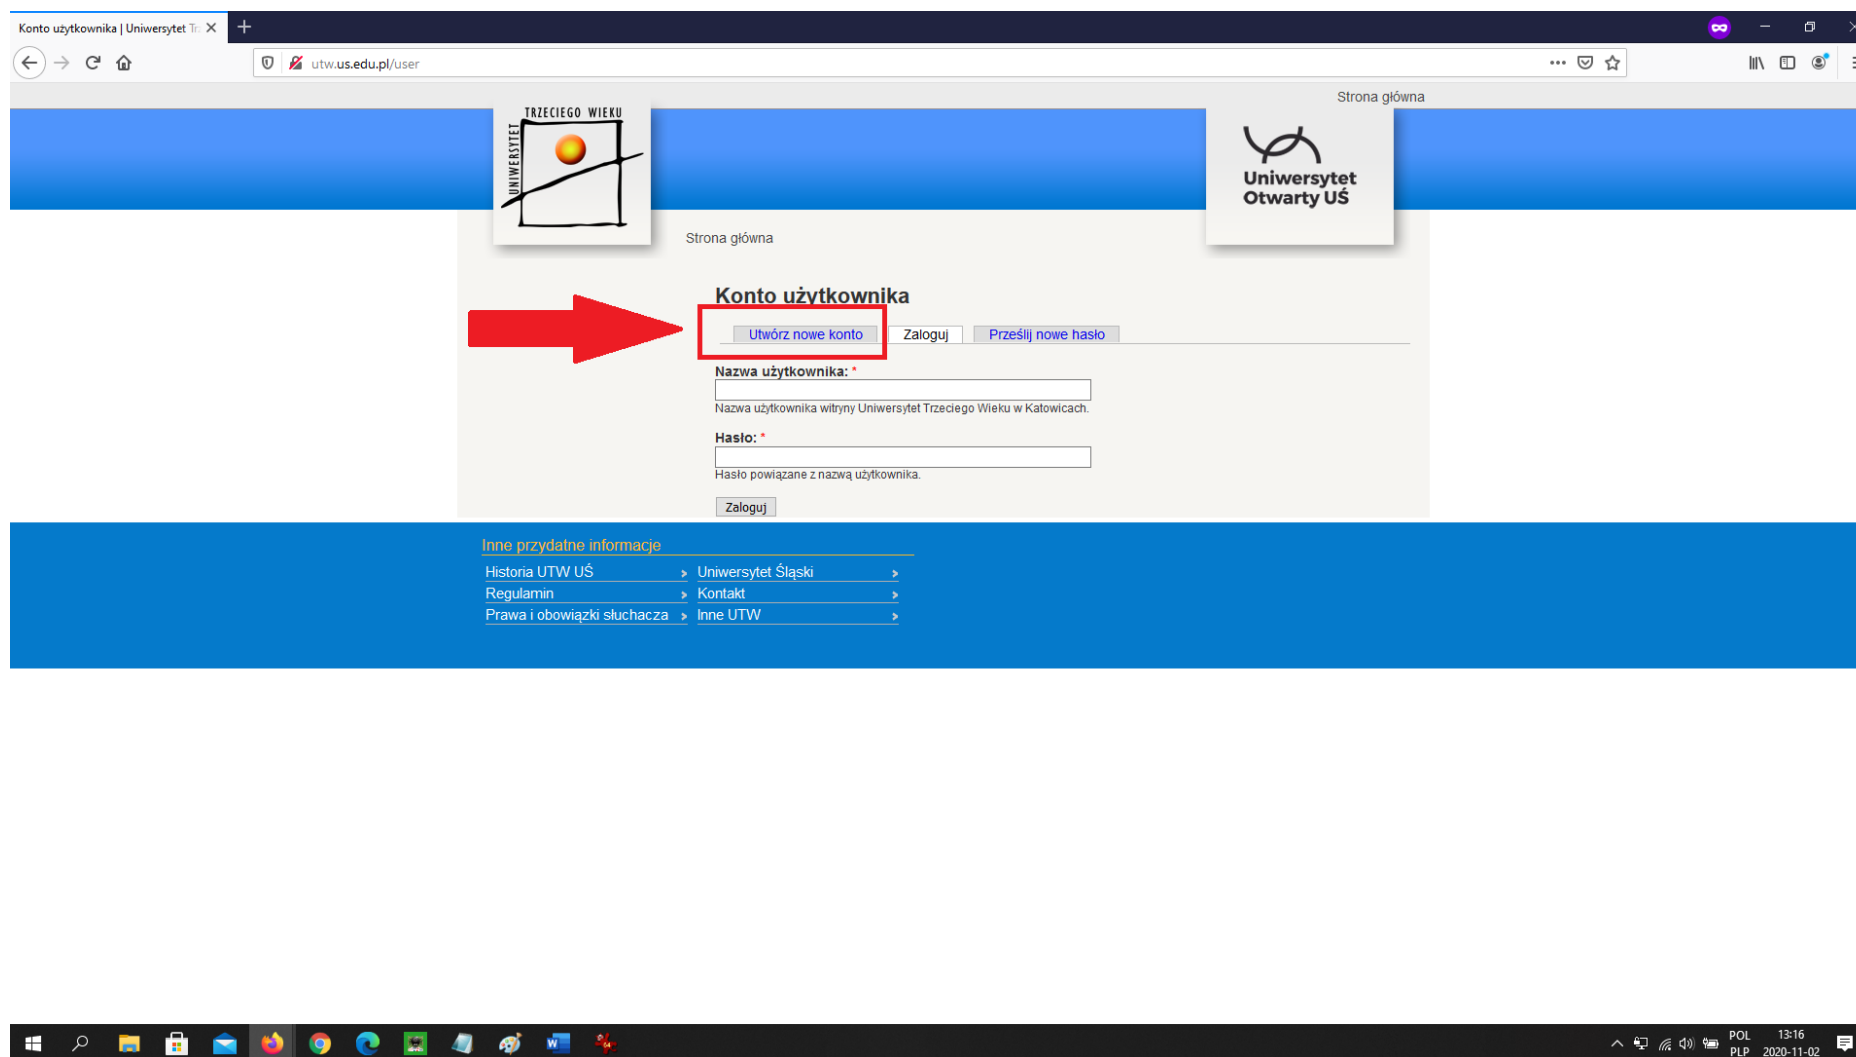 Konto użytkownika | Uniwersytet Tr
utw.us.edu.pl/user
Strona główna
TRZECIEGO WIEKU
UNIWERSYTET
Uniwersytet
Otwarty UŚ
Strona główna
Konto użytkownika
Utwórz nowe konto Zaloguj Prześlij nowe hasło
Nazwa użytkownika: *
Nazwa użytkownika witryny Uniwersytet Trzeciego Wieku w Katowicach.
Hasło: *
Hasło powiązane z nazwą użytkownika.
Zaloguj
Inne przydatne informacje
Historia UTW UŚ Uniwersytet Śląski
Regulamin Kontakt
Prawa i obowiązki słuchacza Inne UTW
POL 13:16
PLP 2020-11-02